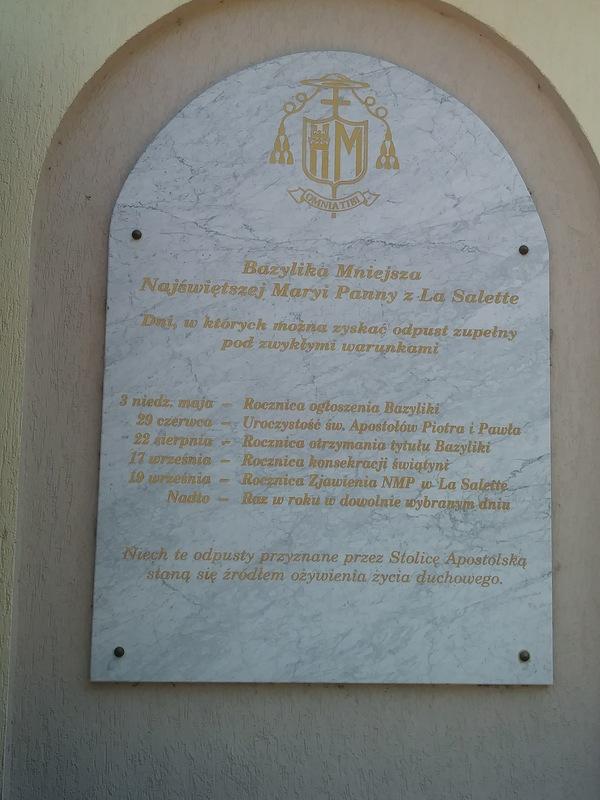 M
OMNIA TIBI
Bazylika Mniejsza
Najświętszej Maryi Panny z La Salette
Dni, w których można zyskać odpust zupełny
pod zwykłymi warunkami
3 niedz. maja – Rocznica ogłoszenia Bazyliki
29 czerwca – Uroczystość św. Apostołów Piotra i Pawła
22 sierpnia – Rocznica otrzymania tytułu Bazyliki
17 września – Rocznica konsekracji świątyni
19 września – Rocznica Zjawienia NMP w La Salette
Nadto – Raz w roku w dowolnie wybranym dniu
Niech te odpusty przyznane przez Stolicę Apostolską
staną się źródłem ożywienia życia duchowego.